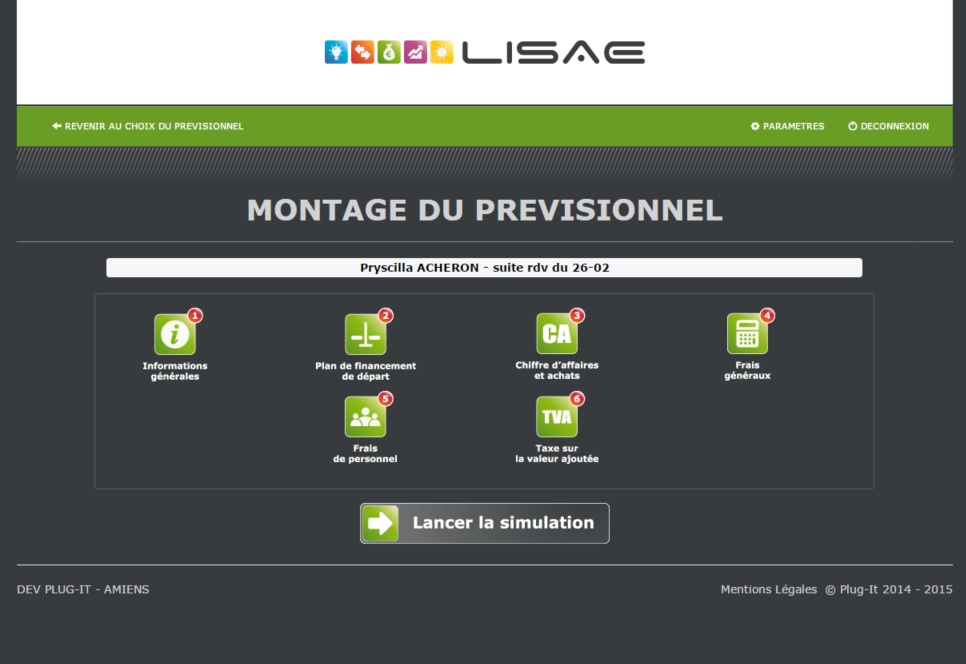 LISAE
REVENIR AU CHOIX DU PREVISIONNEL
PARAMETRES
DECONNEXION
MONTAGE DU PREVISIONNEL
Pryscilla ACHERON - suite rdv du 26-02
1
Informations
générales
2
Plan de financement
de départ
CA
3
Chiffre d'affaires
et achats
4
Frais
généraux
5
Frais
de personnel
TVA
6
Taxe sur
la valeur ajoutée
Lancer la simulation
DEV PLUG-IT - AMIENS
Mentions Légales © Plug-It 2014 - 2015